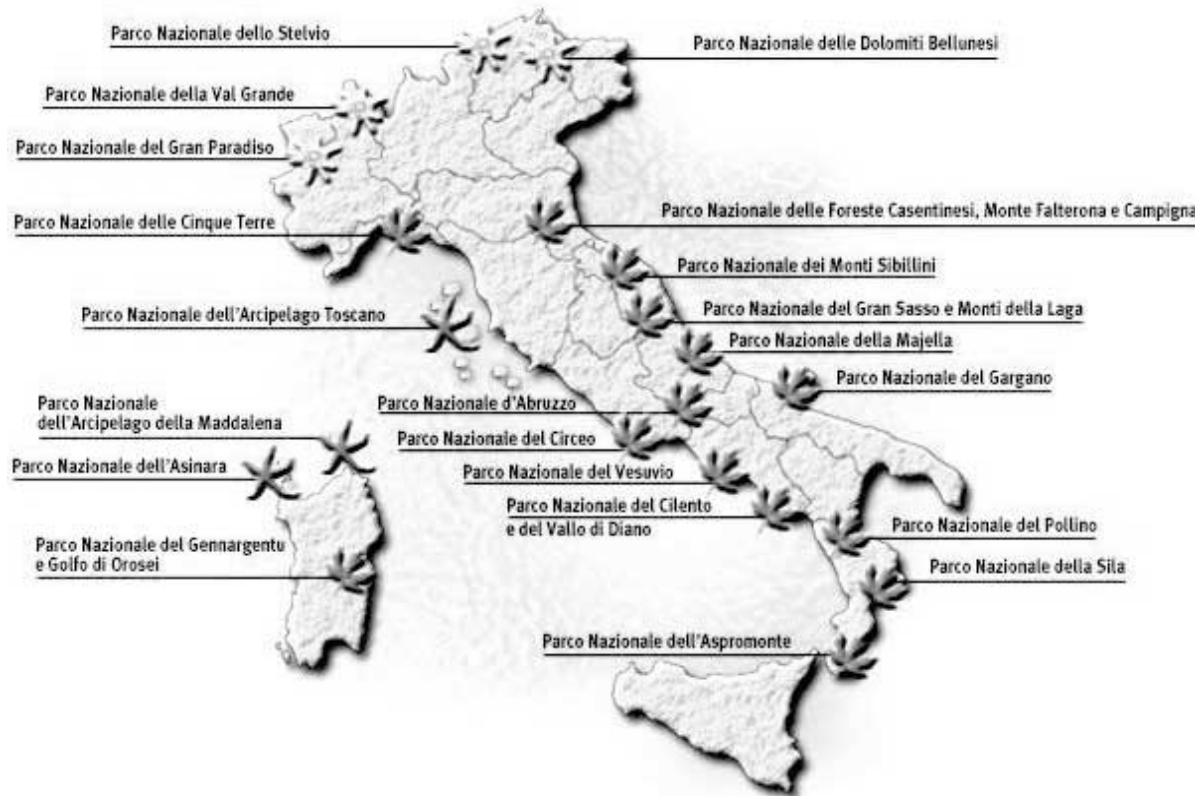 Parco Nazionale dello Stelvio
Parco Nazionale delle Dolomiti Bellunesi
Parco Nazionale della Val Grande
Parco Nazionale del Gran Paradiso
Parco Nazionale delle Cinque Terre
Parco Nazionale delle Foreste Casentinesi, Monte Falterona e Campigna
Parco Nazionale dei Monti Sibillini
Parco Nazionale dell'Arcipelago Toscano
Parco Nazionale del Gran Sasso e Monti della Laga
Parco Nazionale della Majella
Parco Nazionale del Gargano
Parco Nazionale
dell'Arcipelago della Maddalena
Parco Nazionale d'Abruzzo
Parco Nazionale del Circeo
Parco Nazionale dell'Asinara
Parco Nazionale del Vesuvio
Parco Nazionale del Cilento
e del Vallo di Diano
Parco Nazionale del Pollino
Parco Nazionale del Gennargentu
e Golfo di Orosei
Parco Nazionale della Sila
Parco Nazionale dell'Aspromonte